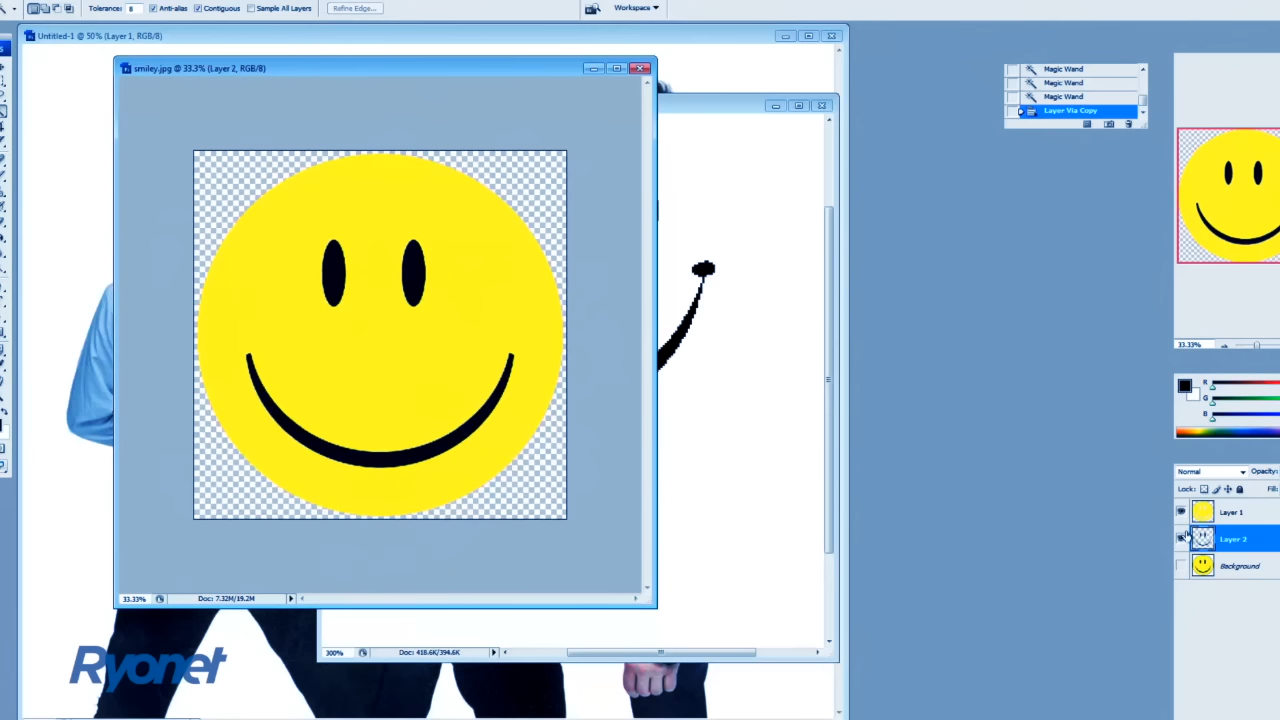 Tolerance: 8 Anti-alias Contiguous Sample All Layers Refine Edge... Workspace
Untitled-1 @ 50% (Layer 1, RGB/8)
smiley.jpg @ 33.3% (Layer 2, RGB/8)
Magic Wand
Magic Wand
Magic Wand
Layer Via Copy
33.33%
R
G
B
Normal Opacity:
Lock: Fill:
Layer 1
Layer 2
Background
33.33% Doc: 7.32M/19.2M
300% Doc: 418.6K/394.6K
Ryonet